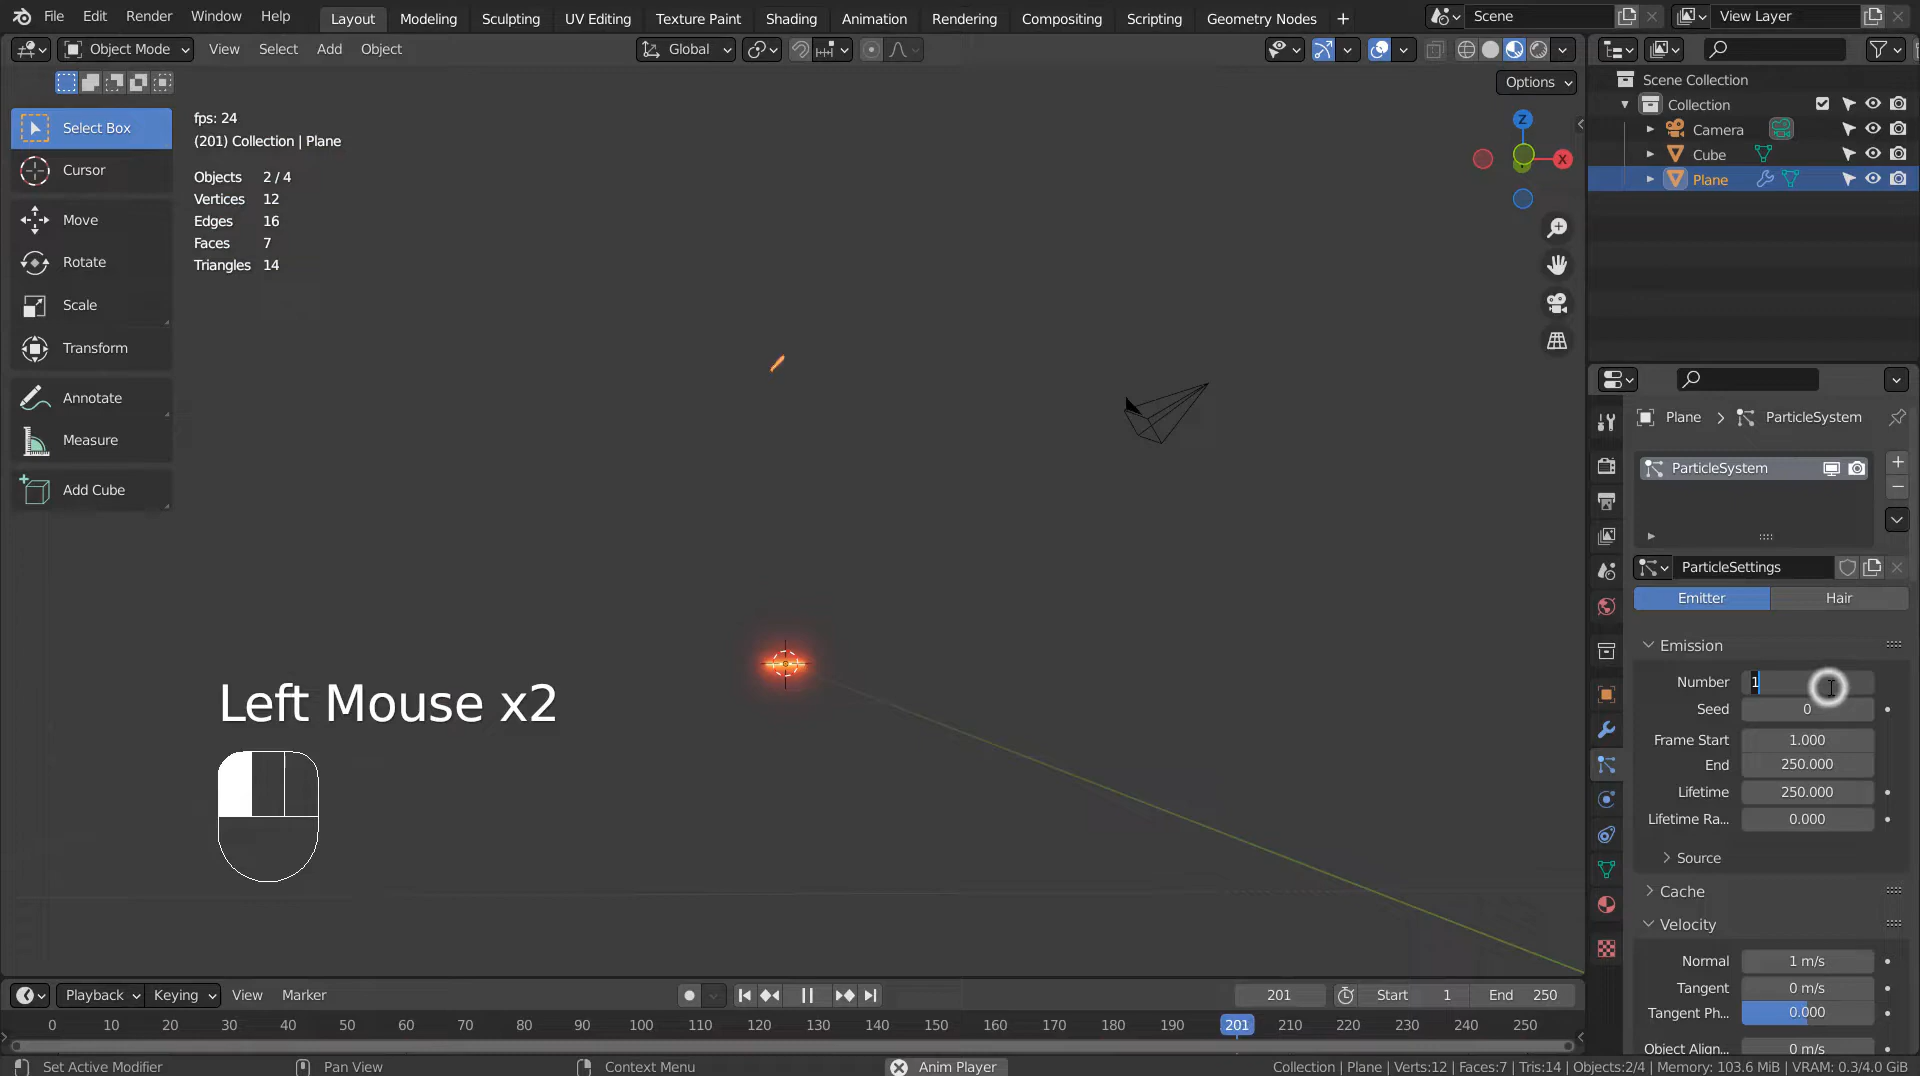 File Edit Render Window Help Layout Modeling Sculpting UV Editing Texture Paint Shading Animation Rendering Compositing Scripting Geometry Nodes + Scene View Layer
Object Mode View Select Add Object Global
Options
Select Box
Cursor
Move
Rotate
Scale
Transform
Annotate
Measure
Add Cube
fps: 24
(201) Collection | Plane
Objects 2 / 4
Vertices 12
Edges 16
Faces 7
Triangles 14
Z
X
Left Mouse x2
Scene Collection
Collection
Camera
Cube
Plane
Plane > ParticleSystem
ParticleSystem
ParticleSettings
Emitter Hair
Emission
Number 1
Seed 0
Frame Start 1.000
End 250.000
Lifetime 250.000
Lifetime Ra... 0.000
Source
Cache
Velocity
Normal 1 m/s
Tangent 0 m/s
Tangent Ph... 0.000
Object Align... 0 m/s
Playback Keying View Marker 201 Start 1 End 250
0 10 20 30 40 50 60 70 80 90 100 110 120 130 140 150 160 170 180 190 201 210 220 230 240 250
Set Active Modifier Pan View Context Menu Anim Player Collection | Plane | Verts:12 | Faces:7 | Tris:14 | Objects:2/4 | Memory: 103.6 MiB | VRAM: 0.3/4.0 GiB